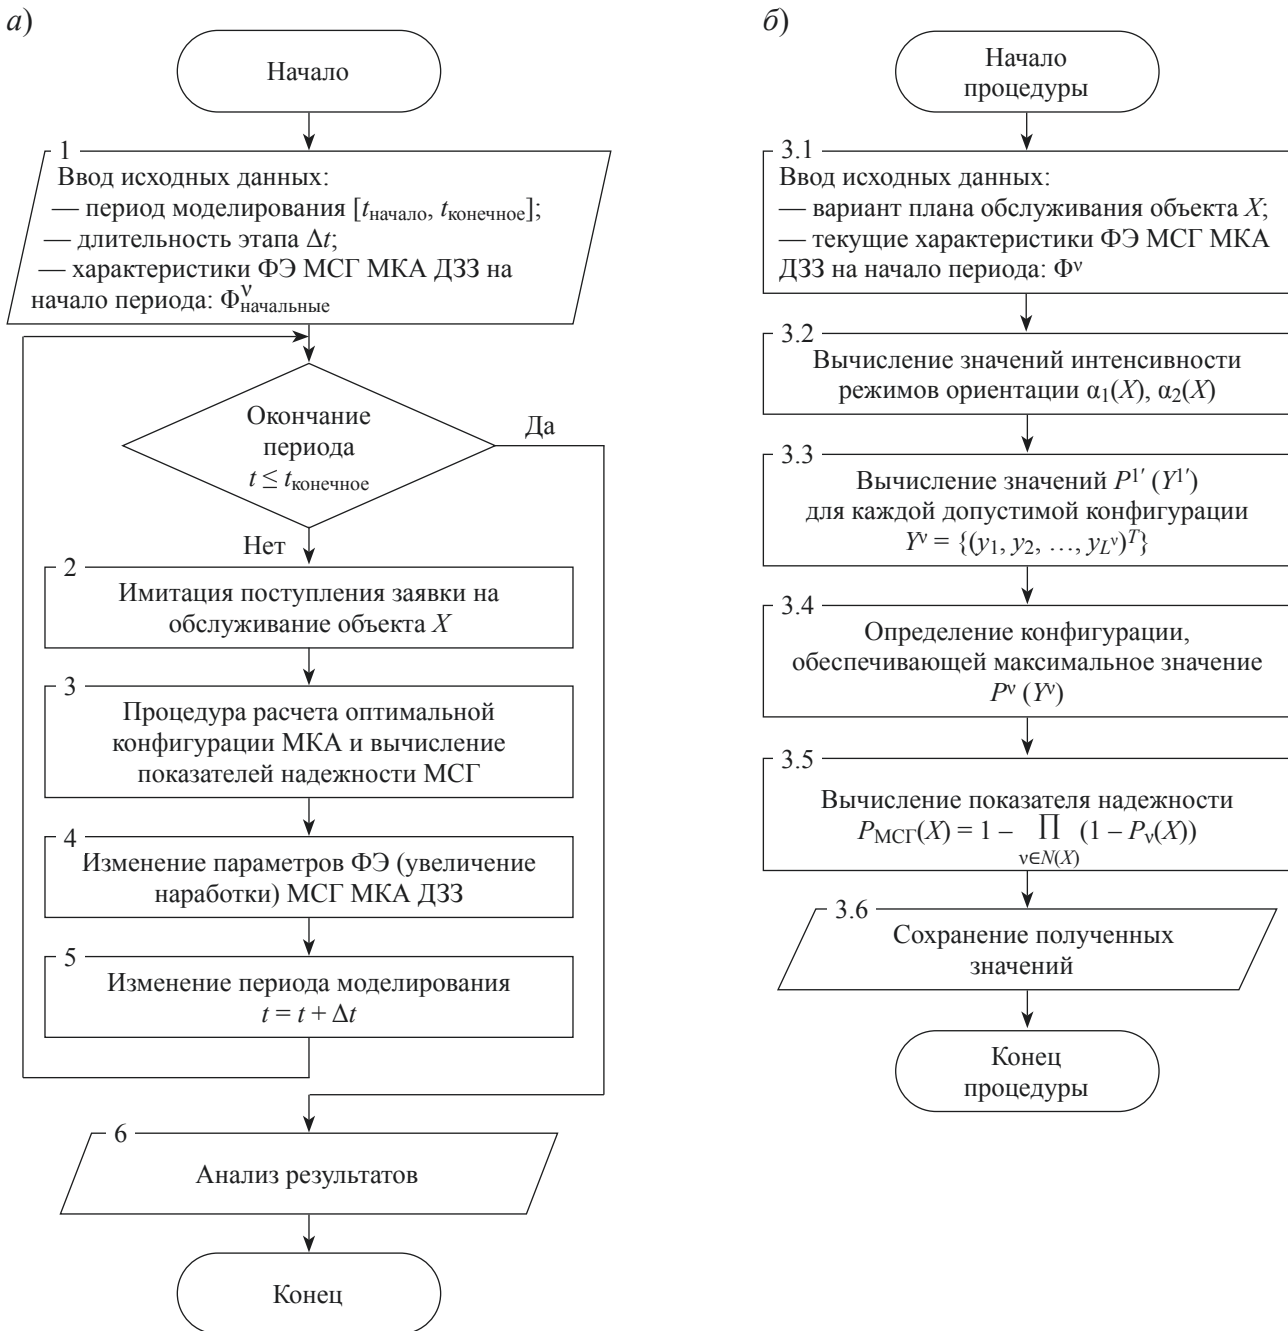 а)
Начало
1
Ввод исходных данных:
— период моделирования [tначало, tконечное];
— длительность этапа Δt;
— характеристики ФЭ МСГ МКА ДЗЗ на
начало периода: Φᵛначальные
Окончание
периода
t ≤ tконечное
Да
Нет
2
Имитация поступления заявки на
обслуживание объекта X
3
Процедура расчета оптимальной
конфигурации МКА и вычисление
показателей надежности МСГ
4
Изменение параметров ФЭ (увеличение
наработки) МСГ МКА ДЗЗ
5
Изменение периода моделирования
t = t + Δt
6
Анализ результатов
Конец
б)
Начало
процедуры
3.1
Ввод исходных данных:
— вариант плана обслуживания объекта X;
— текущие характеристики ФЭ МСГ МКА
ДЗЗ на начало периода: Φᵛ
3.2
Вычисление значений интенсивности
режимов ориентации α₁(X), α₂(X)
3.3
Вычисление значений P¹′ (Y¹′)
для каждой допустимой конфигурации
Yᵛ = {(y₁, y₂, …, y_Lᵛ)ᵀ}
3.4
Определение конфигурации,
обеспечивающей максимальное значение
Pᵛ (Yᵛ)
3.5
Вычисление показателя надежности
PМСГ(X) = 1 – ∏ (1 – Pν(X))
ν∈N(X)
3.6
Сохранение полученных
значений
Конец
процедуры